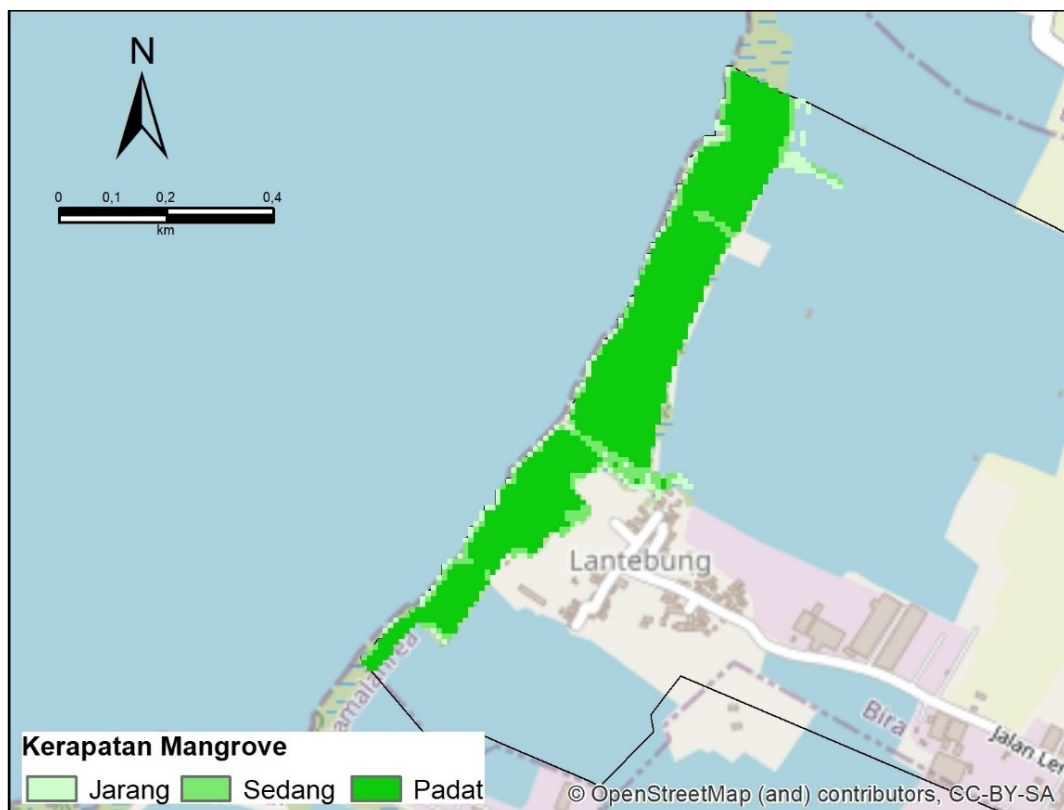 N
0 0,1 0,2 0,4
km
Lantebung
amalanrea
Bira
Jalan Le
Kerapatan Mangrove
Jarang Sedang Padat
© OpenStreetMap (and) contributors, CC-BY-SA